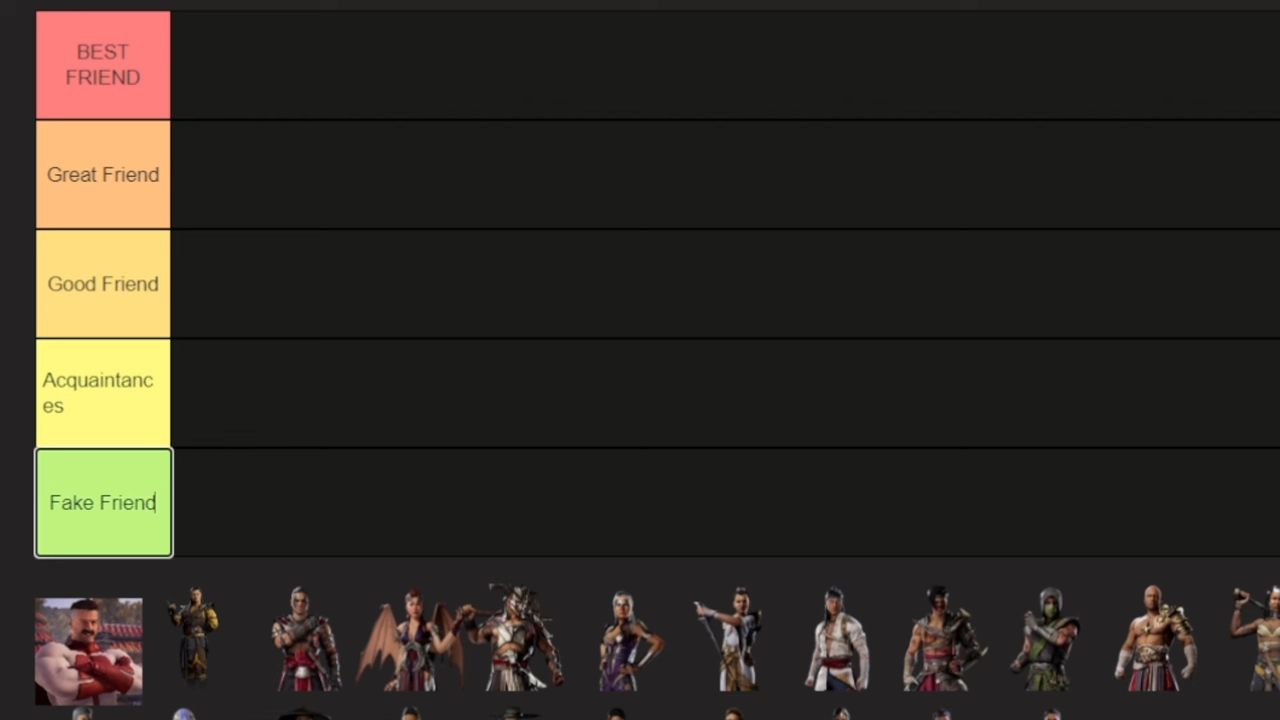 BEST
FRIEND
Great Friend
Good Friend
Acquaintanc
es
Fake Friend